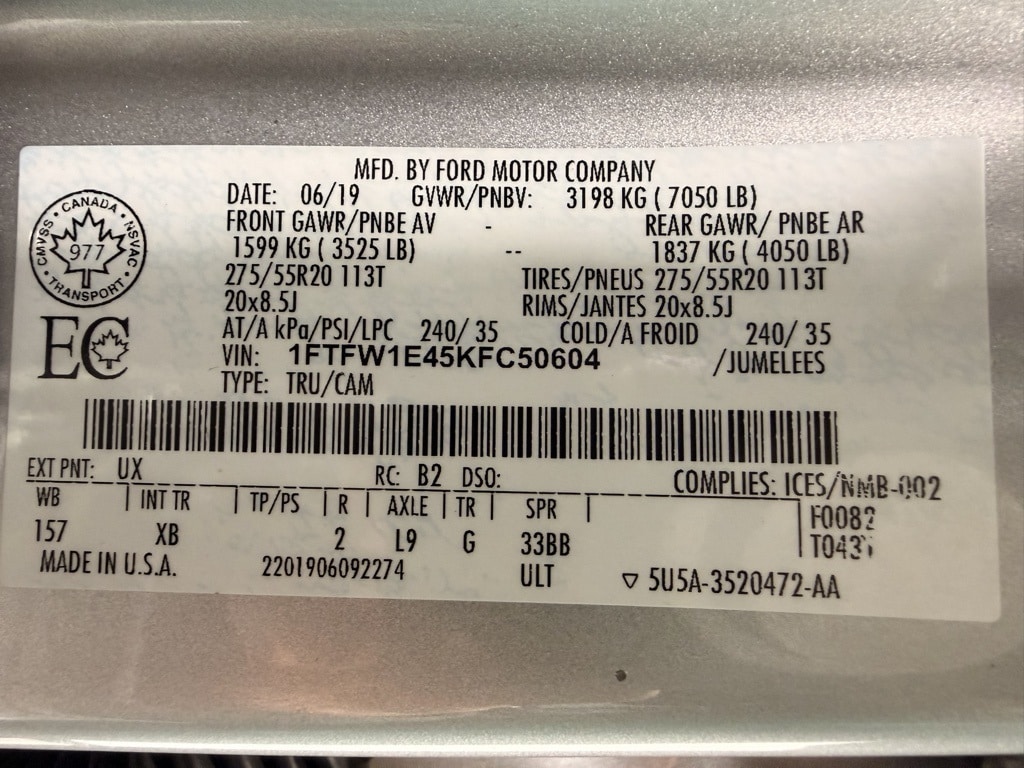 MFD. BY FORD MOTOR COMPANY
DATE: 06/19 GVWR/PNBV: 3198 KG ( 7050 LB)
FRONT GAWR/PNBE AV - REAR GAWR/ PNBE AR
1599 KG ( 3525 LB) -- 1837 KG ( 4050 LB)
275/55R20 113T TIRES/PNEUS 275/55R20 113T
20x8.5J RIMS/JANTES 20x8.5J
AT/A kPa/PSI/LPC 240/ 35 COLD/A FROID 240/ 35
VIN: 1FTFW1E45KFC50604 /JUMELEES
TYPE: TRU/CAM
CANADA
CMVSS 977 NSVAC
TRANSPORT
EC
EXT PNT: UX RC: B2 DSO: COMPLIES: ICES/NMB-002
WB | INT TR | TP/PS | R | AXLE | TR | SPR | F0082
157 XB 2 L9 G 33BB
MADE IN U.S.A. 2201906092274 ULT ▽ 5U5A-3520472-AA